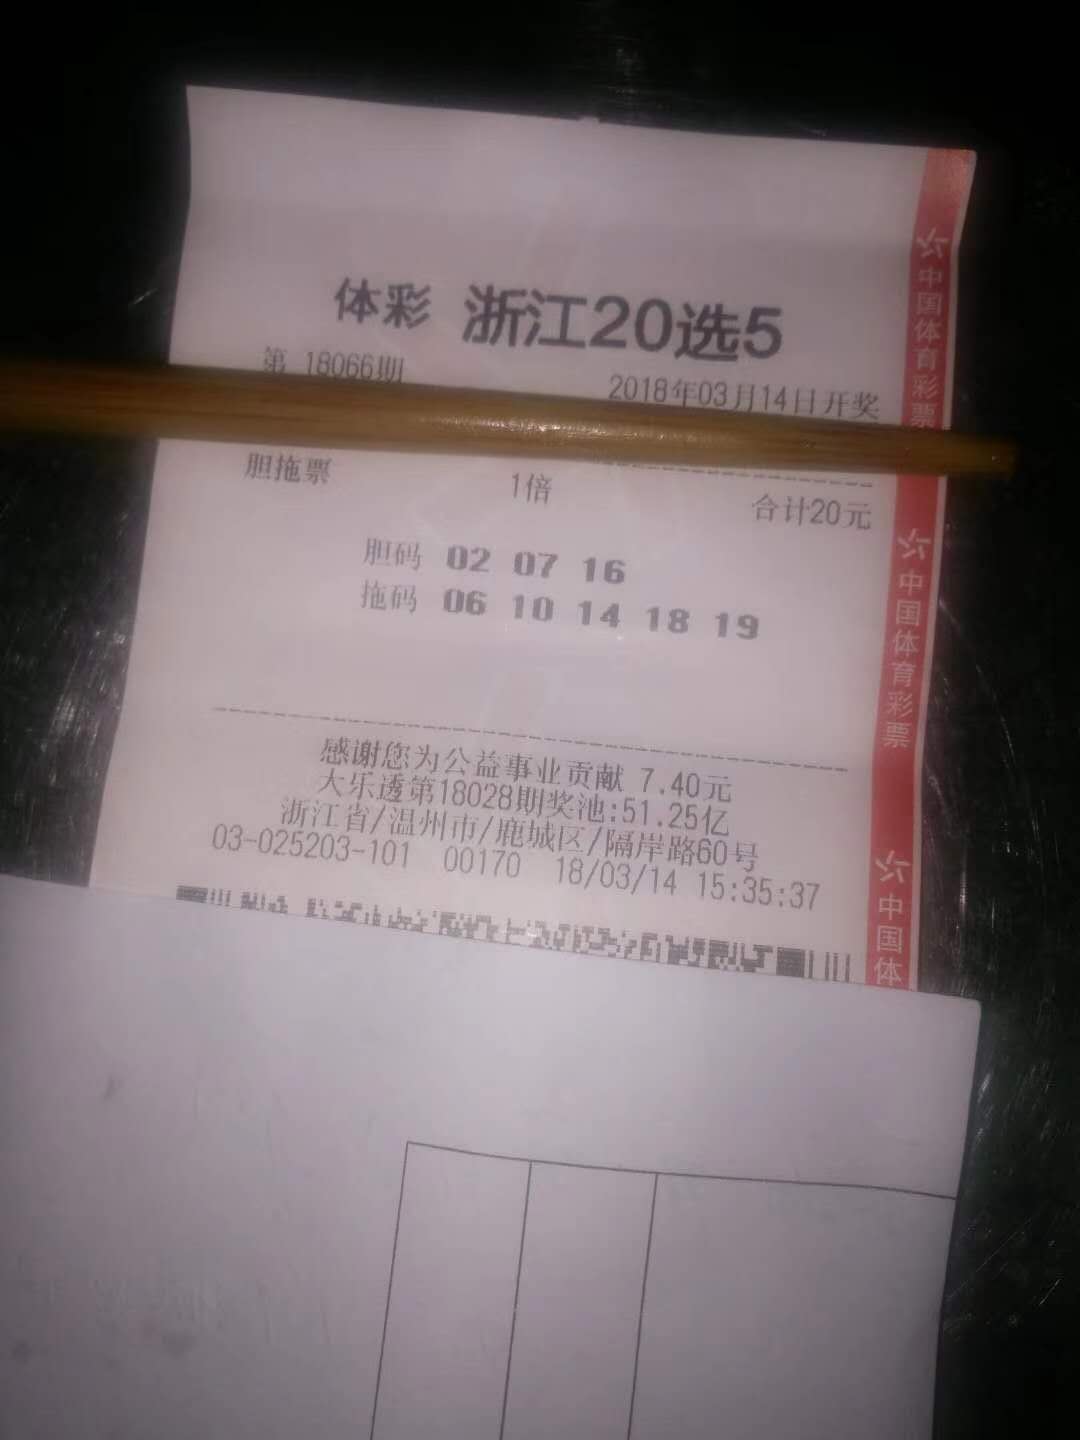 体彩 浙江20选5
第 18066期 2018年03月14日开奖
胆拖票 1倍 合计20元
胆码 02 07 16
拖码 06 10 14 18 19
感谢您为公益事业贡献 7.40元
大乐透第18028期奖池:51.25亿
浙江省/温州市/鹿城区/隔岸路60号
03-025203-101 00170 18/03/14 15:35:37
中国体育彩票
中国体育彩票
中国体